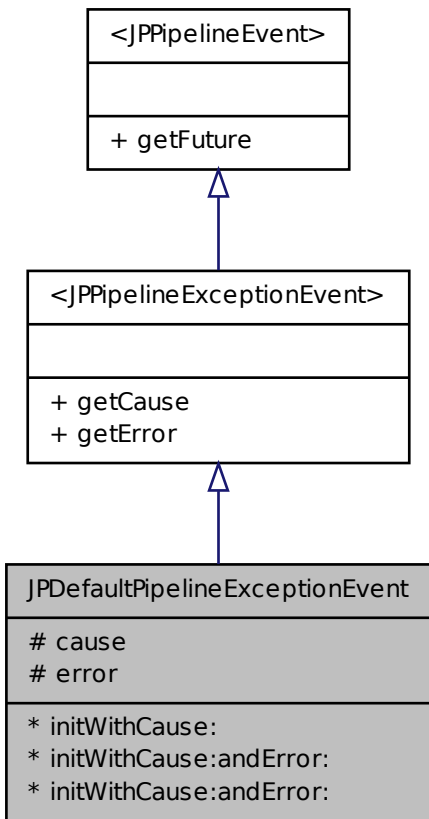 <JPPipelineEvent>
+ getFuture
<JPPipelineExceptionEvent>
+ getCause
+ getError
JPDefaultPipelineExceptionEvent
# cause
# error
* initWithCause:
* initWithCause:andError:
* initWithCause:andError: